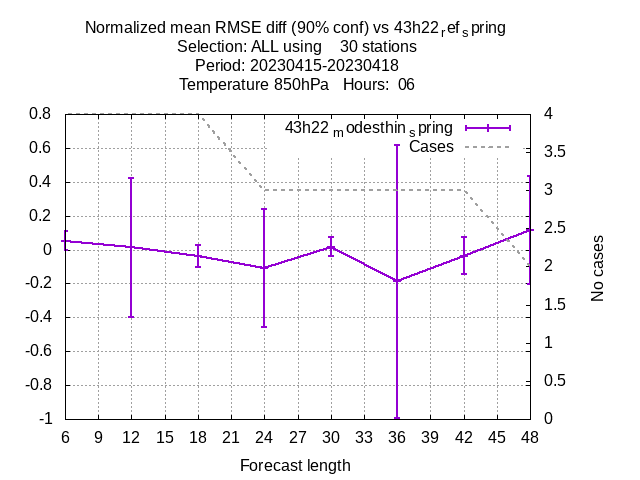 Normalized mean RMSE diff (90% conf) vs 43h22refspring
Selection: ALL using    30 stations
Period: 20230415-20230418
Temperature 850hPa   Hours:  06
0.8
0.6
0.4
0.2
0
-0.2
-0.4
-0.6
-0.8
-1
43h22modesthinspring
Cases
4
3.5
3
2.5
2
1.5
1
0.5
0
No cases
6 9 12 15 18 21 24 27 30 33 36 39 42 45 48
Forecast length